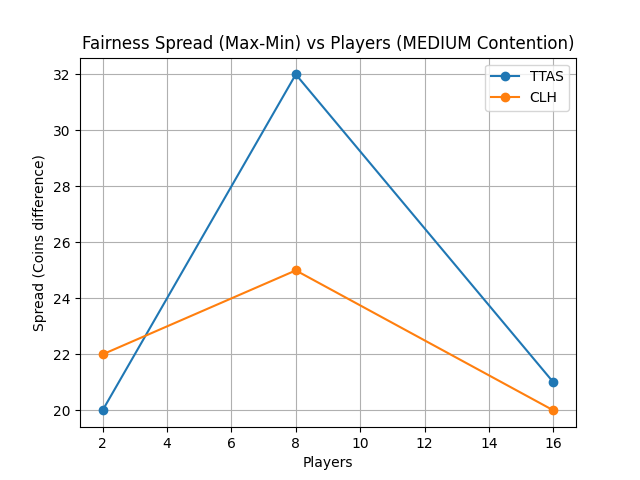 Fairness Spread (Max-Min) vs Players (MEDIUM Contention)
TTAS
CLH
Spread (Coins difference)
32
30
28
26
24
22
20
2 4 6 8 10 12 14 16
Players